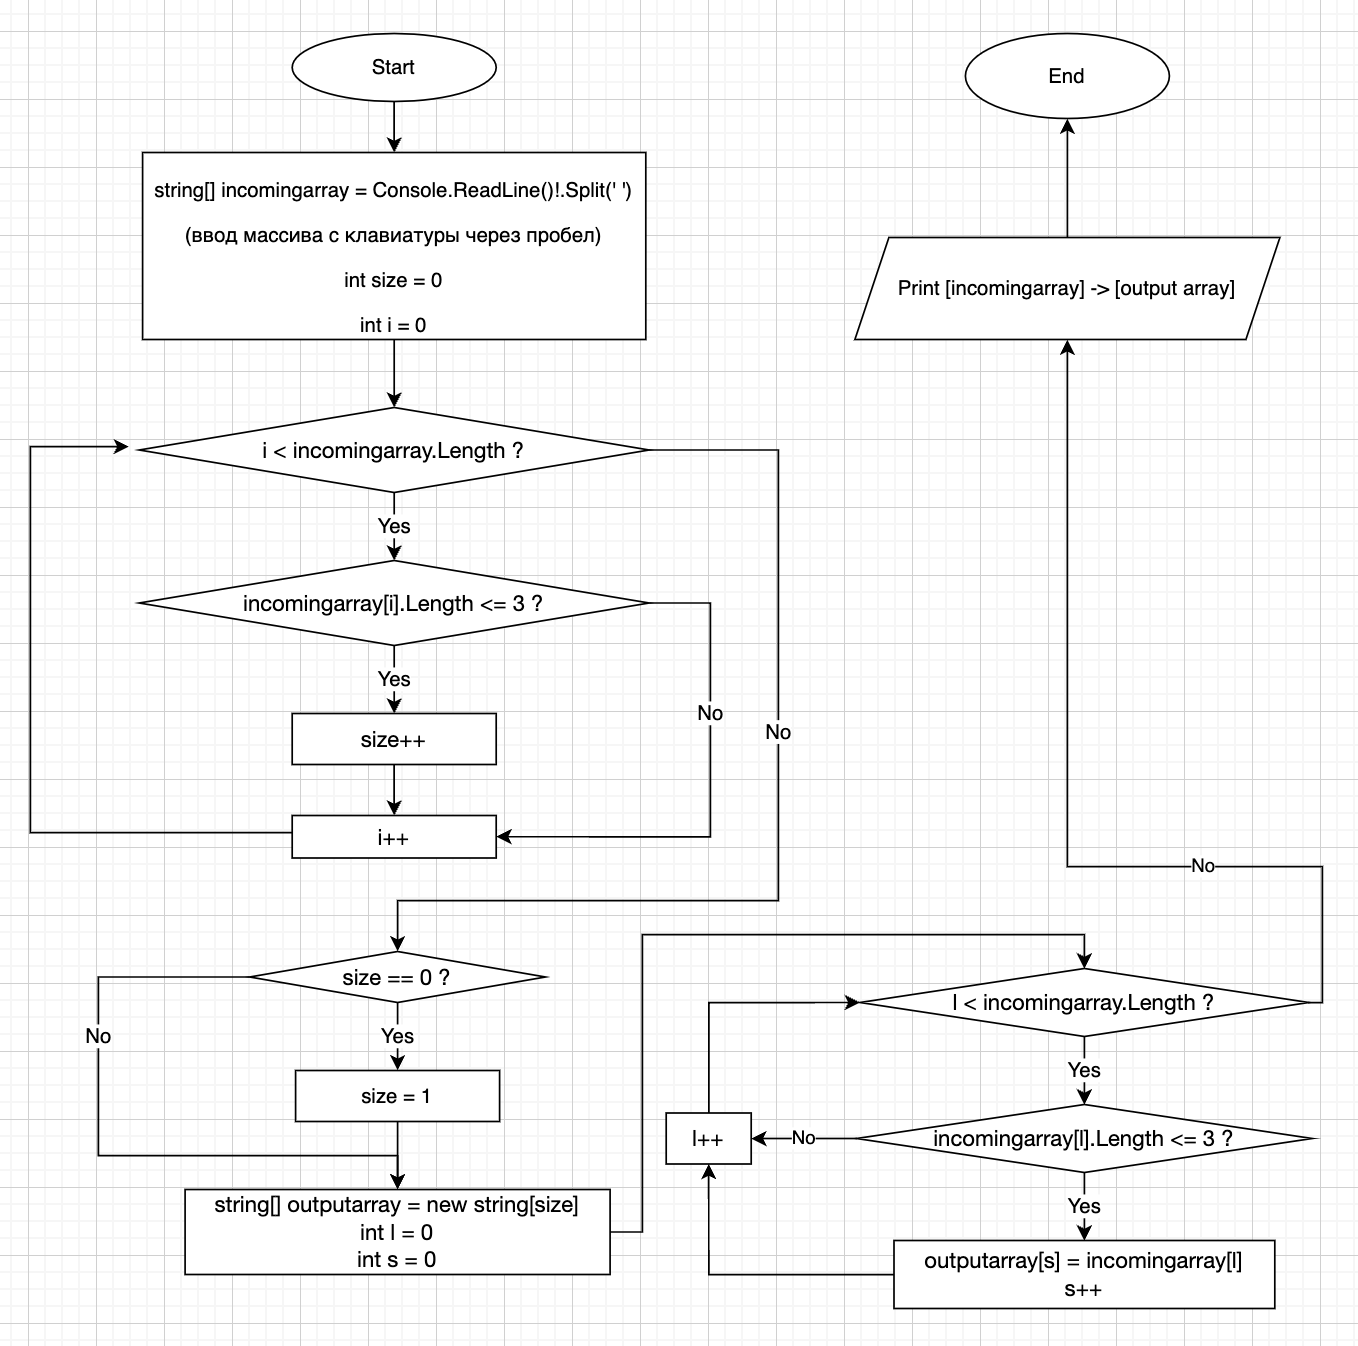 Start
string[] incomingarray = Console.ReadLine()!.Split(' ')
(ввод массива с клавиатуры через пробел)
int size = 0
int i = 0
i < incomingarray.Length ?
Yes
incomingarray[i].Length <= 3 ?
Yes
No
No
size++
i++
size == 0 ?
No
Yes
size = 1
string[] outputarray = new string[size]
int l = 0
int s = 0
l < incomingarray.Length ?
No
Yes
incomingarray[l].Length <= 3 ?
No
l++
Yes
outputarray[s] = incomingarray[l]
s++
Print [incomingarray] -> [output array]
End